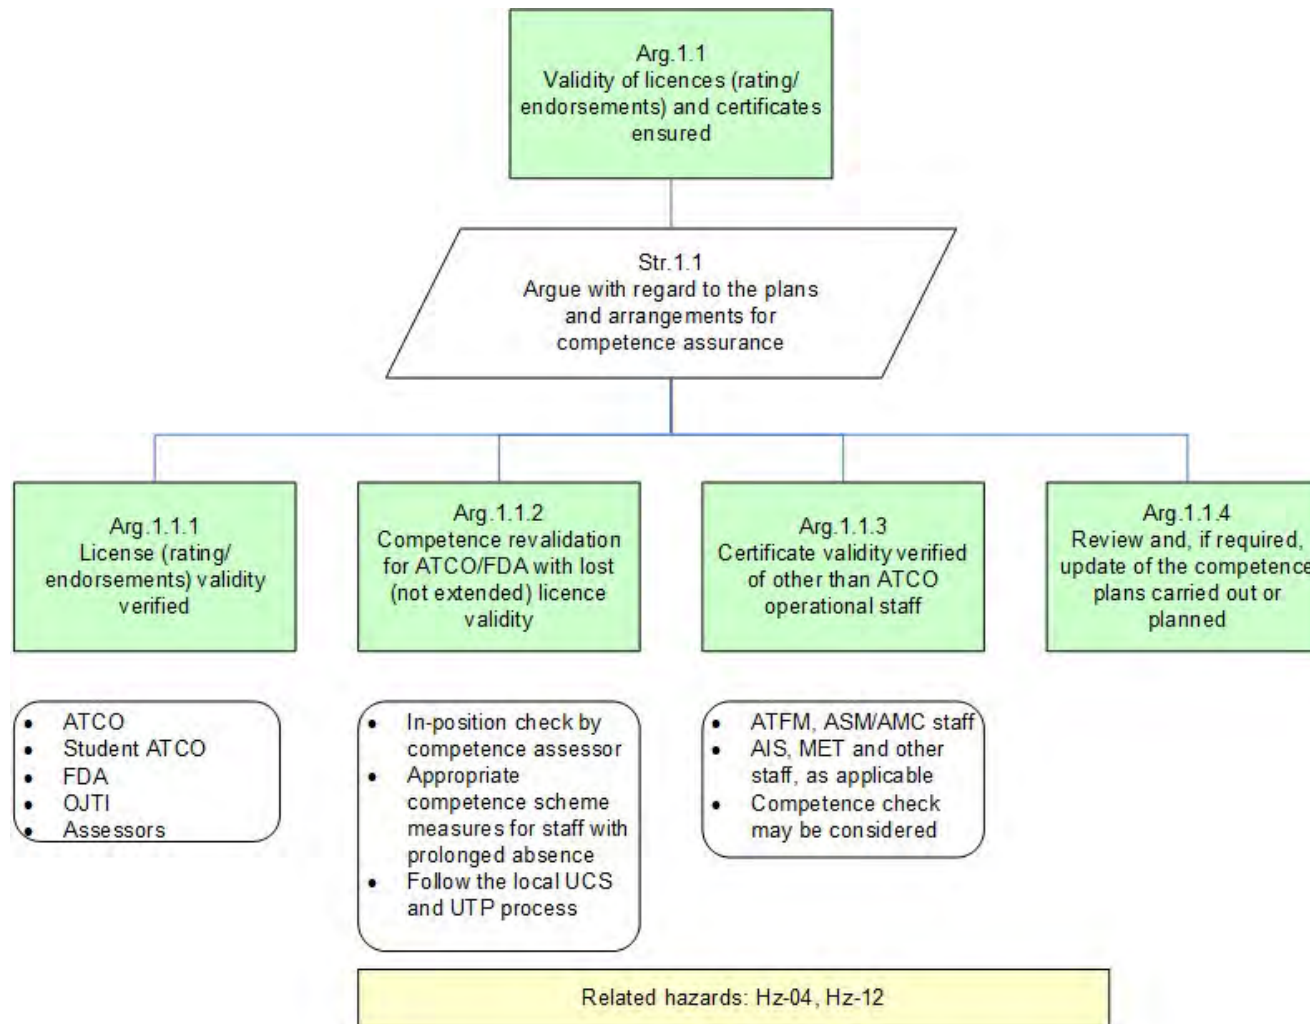 Arg.1.1
Validity of licences (rating/
endorsements) and certificates
ensured
Str.1.1
Argue with regard to the plans
and arrangements for
competence assurance
Arg.1.1.1
License (rating/
endorsements) validity
verified
Arg.1.1.2
Competence revalidation
for ATCO/FDA with lost
(not extended) licence
validity
Arg.1.1.3
Certificate validity verified
of other than ATCO
operational staff
Arg.1.1.4
Review and, if required,
update of the competence
plans carried out or
planned
• ATCO
• Student ATCO
• FDA
• OJTI
• Assessors
• In-position check by
competence assessor
• Appropriate
competence scheme
measures for staff with
prolonged absence
• Follow the local UCS
and UTP process
• ATFM, ASM/AMC staff
• AIS, MET and other
staff, as applicable
• Competence check
may be considered
Related hazards: Hz-04, Hz-12